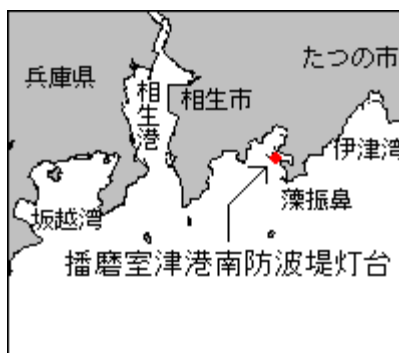 たつの市
兵庫県
相生市
相生港
伊津湾
藻振鼻
坂越湾
播磨室津港南防波堤灯台